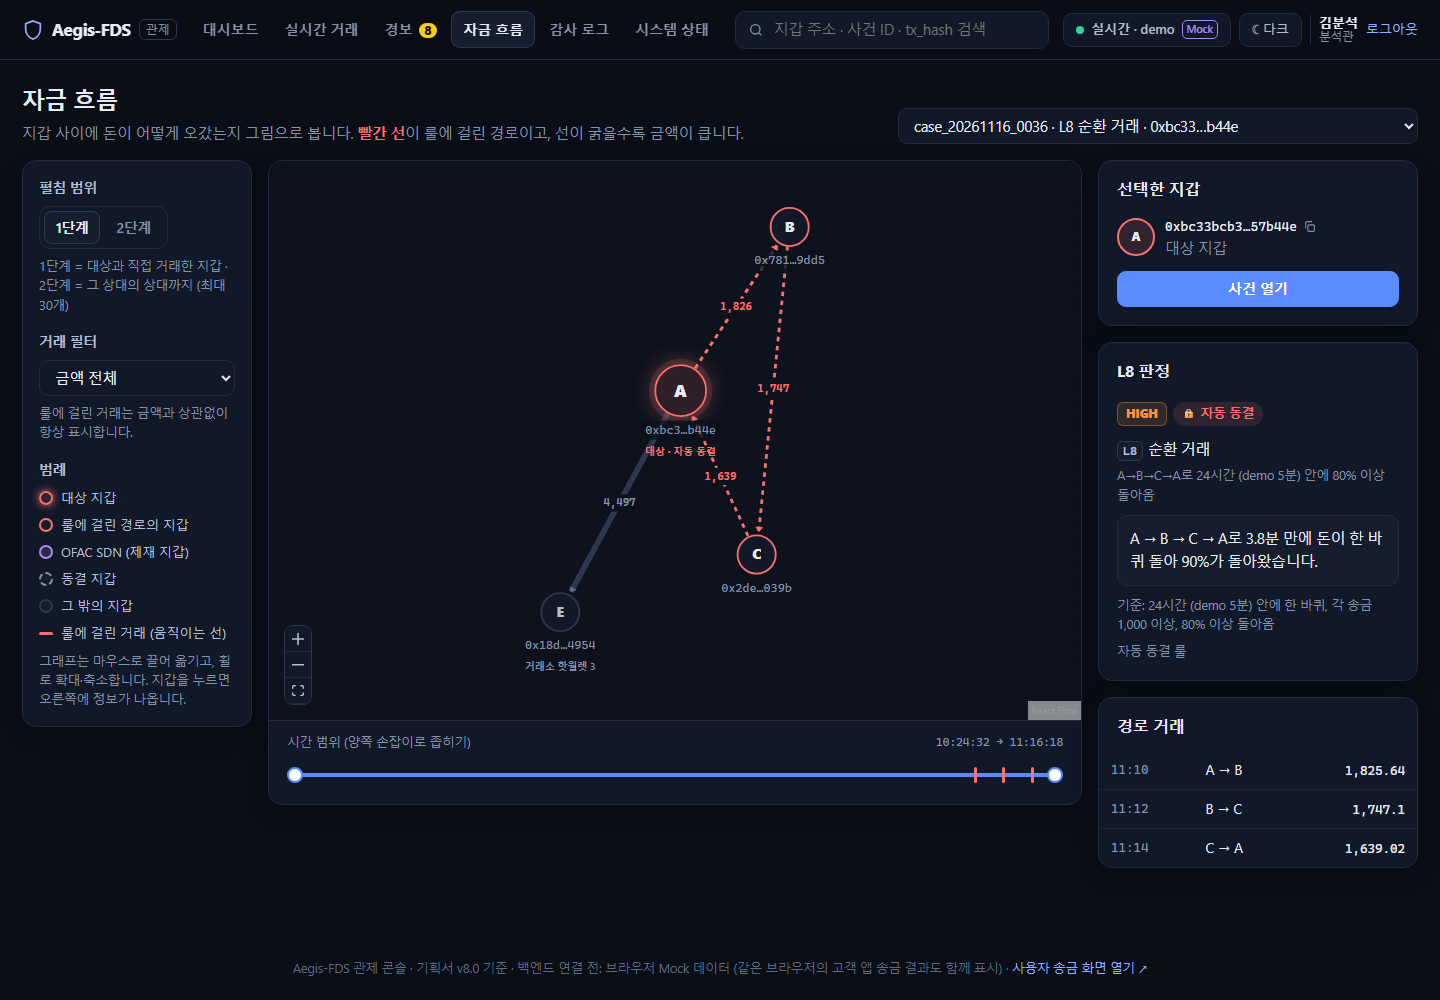 Aegis-FDS 관제 대시보드 실시간 거래 경보 8 자금 흐름 감사 로그 시스템 상태 지갑 주소 · 사건 ID · tx_hash 검색 실시간 · demo Mock ☾ 다크 김분석 로그아웃
분석관
자금 흐름
지갑 사이에 돈이 어떻게 오갔는지 그림으로 봅니다. 빨간 선이 룰에 걸린 경로이고, 선이 굵을수록 금액이 큽니다.
case_20261116_0036 · L8 순환 거래 · 0xbc33…b44e
펼침 범위
1단계 2단계
1단계 = 대상과 직접 거래한 지갑 ·
2단계 = 그 상대의 상대까지 (최대
30개)
거래 필터
금액 전체
룰에 걸린 거래는 금액과 상관없이
항상 표시합니다.
범례
대상 지갑
룰에 걸린 경로의 지갑
OFAC SDN (제재 지갑)
동결 지갑
그 밖의 지갑
룰에 걸린 거래 (움직이는 선)
그래프는 마우스로 끌어 옮기고, 휠
로 확대·축소합니다. 지갑을 누르면
오른쪽에 정보가 나옵니다.
B
0x781…9dd5
1,826
1,747
A
0xbc3…b44e
대상 · 자동 동결
1,639
4,497
C
0x2de…039b
E
0x18d…4954
거래소 핫월렛 3
React Flow
시간 범위 (양쪽 손잡이로 좁히기) 10:24:32 → 11:16:18
선택한 지갑
A 0xbc33bcb3…57b44e
대상 지갑
사건 열기
L8 판정
HIGH 자동 동결
L8 순환 거래
A→B→C→A로 24시간 (demo 5분) 안에 80% 이상
돌아옴
A → B → C → A로 3.8분 만에 돈이 한 바
퀴 돌아 90%가 돌아왔습니다.
기준: 24시간 (demo 5분) 안에 한 바퀴, 각 송금
1,000 이상, 80% 이상 돌아옴
자동 동결 룰
경로 거래
11:10 A → B 1,825.64
11:12 B → C 1,747.1
11:14 C → A 1,639.02
Aegis-FDS 관제 콘솔 · 기획서 v8.0 기준 · 백엔드 연결 전: 브라우저 Mock 데이터 (같은 브라우저의 고객 앱 송금 결과도 함께 표시) · 사용자 송금 화면 열기 ↗